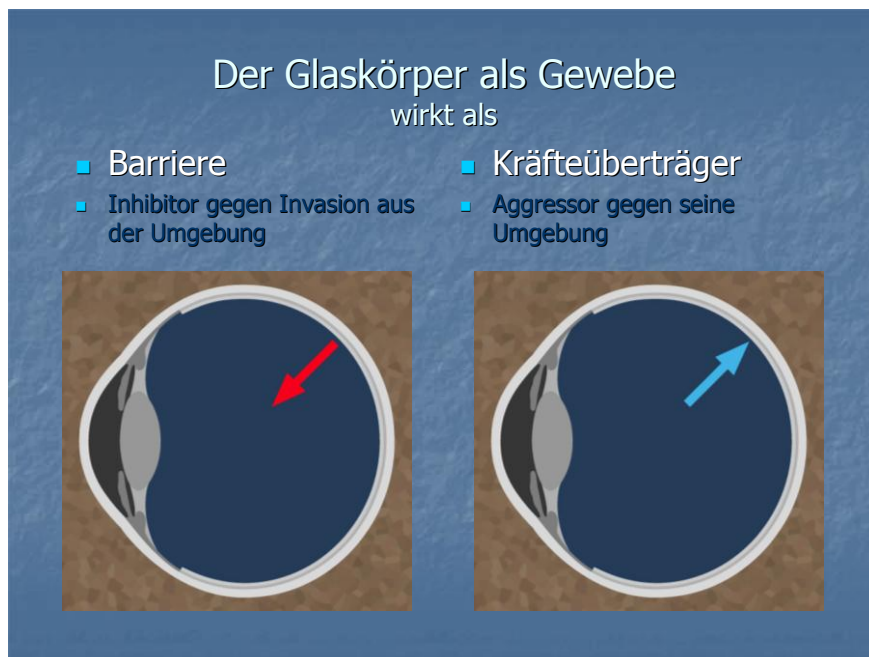 Der Glaskörper als Gewebe
wirkt als
Barriere
Inhibitor gegen Invasion aus
der Umgebung
Kräfteüberträger
Aggressor gegen seine
Umgebung